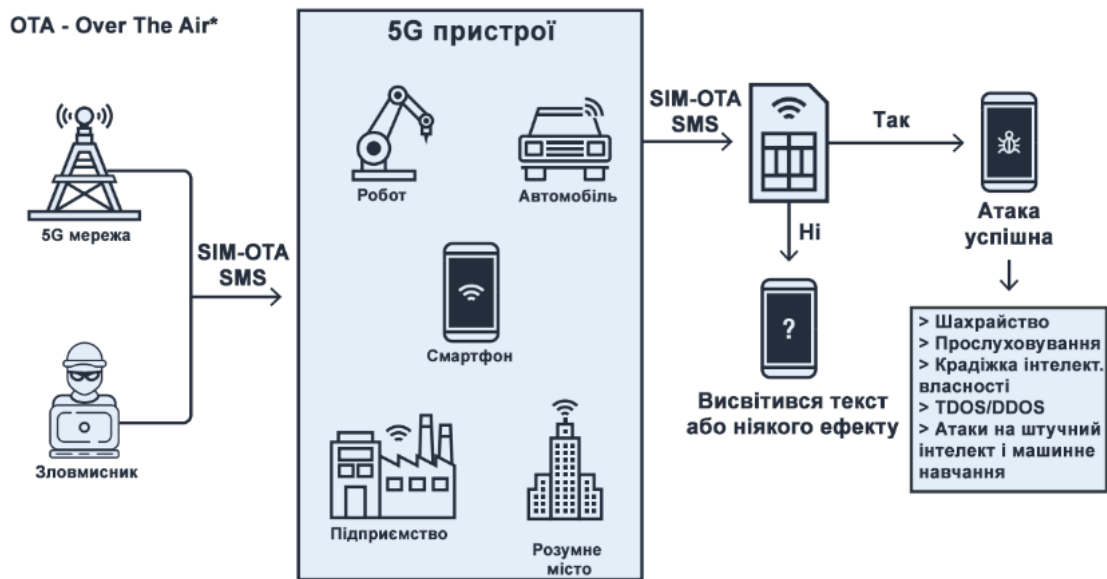 OTA - Over The Air*
5G мережа
Зловмисник
SIM-OTA
SMS
5G пристрої
Робот
Автомобіль
Смартфон
Підприємство
Розумне
місто
SIM-OTA
SMS
Так
Ні
Висвітився текст
або ніякого ефекту
Атака
успішна
> Шахрайство
> Прослуховування
> Крадіжка інтелект.
власності
> TDOS/DDOS
> Атаки на штучний
інтелект і машинне
навчання
?